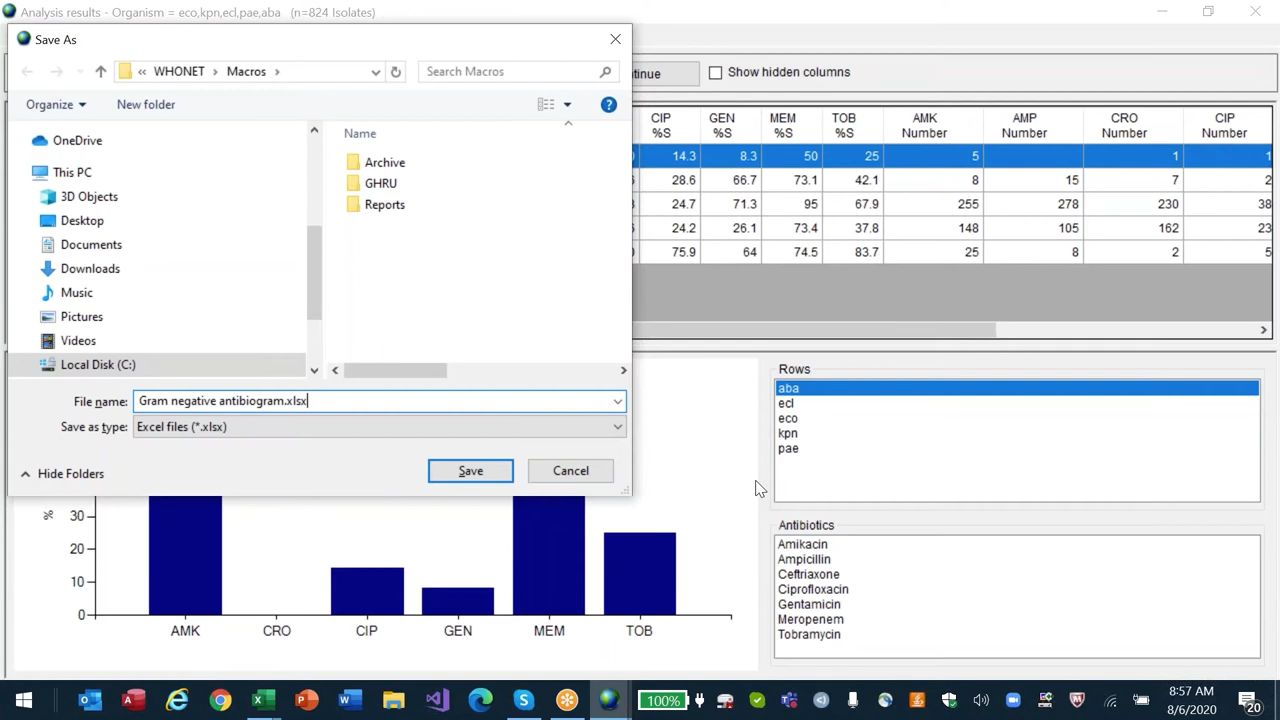 Analysis results - Organism = eco,kpn,ecl,pae,aba (n=824 Isolates)
Save As
« WHONET › Macros ›
Search Macros
Organize
New folder
OneDrive
This PC
3D Objects
Desktop
Documents
Downloads
Music
Pictures
Videos
Local Disk (C:)
Name
Archive
GHRU
Reports
File name: Gram negative antibiogram.xlsx
Save as type: Excel files (*.xlsx)
Hide Folders
Save
Cancel
Show hidden columns
CIP %S GEN %S MEM %S TOB %S AMK Number AMP Number CRO Number CIP Number
14.3 8.3 50 25 5 1 1
28.6 66.7 73.1 42.1 8 15 7 2
24.7 71.3 95 67.9 255 278 230 38
24.2 26.1 73.4 37.8 148 105 162 23
75.9 64 74.5 83.7 25 8 2 5
%
30
20
10
0
AMK CRO CIP GEN MEM TOB
Rows
aba
ecl
eco
kpn
pae
Antibiotics
Amikacin
Ampicillin
Ceftriaxone
Ciprofloxacin
Gentamicin
Meropenem
Tobramycin
100%
8:57 AM
8/6/2020
20